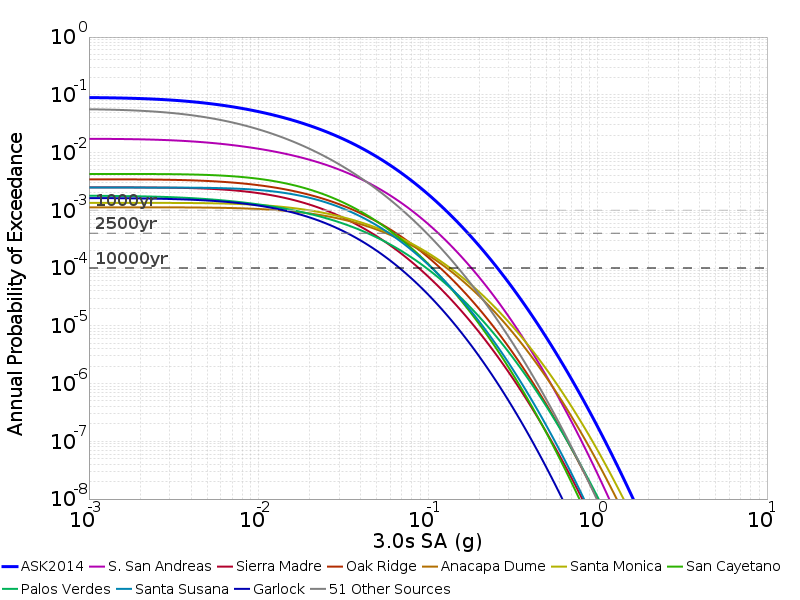 10^0
10^-1
10^-2
10^-3
10^-4
10^-5
10^-6
10^-7
10^-8
Annual Probability of Exceedance
1000yr
2500yr
10000yr
10^-3 10^-2 10^-1 10^0 10^1
3.0s SA (g)
ASK2014 S. San Andreas Sierra Madre Oak Ridge Anacapa Dume Santa Monica San Cayetano
Palos Verdes Santa Susana Garlock 51 Other Sources